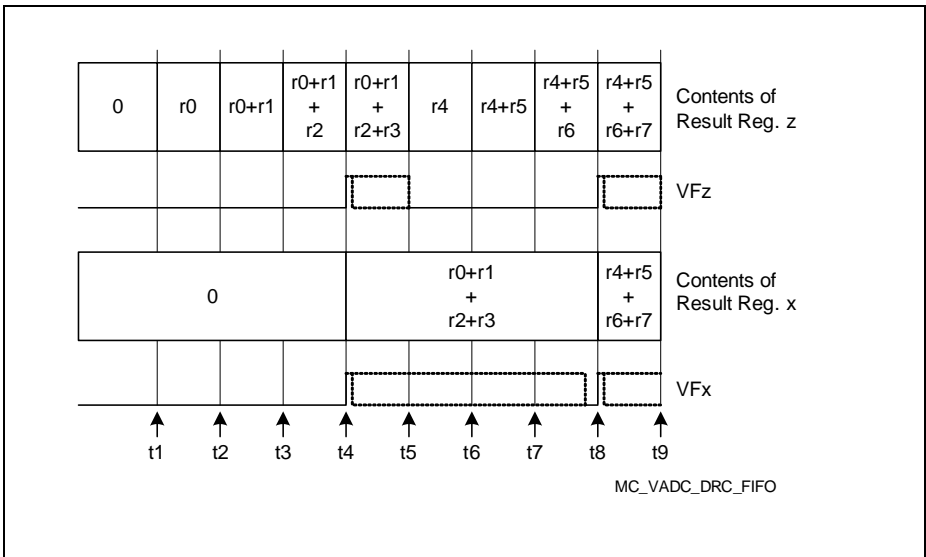 0
r0
r0+r1
r0+r1
+
r2
r0+r1
+
r2+r3
r4
r4+r5
r4+r5
+
r6
r4+r5
+
r6+r7
Contents of
Result Reg. z
VFz
0
r0+r1
+
r2+r3
r4+r5
+
r6+r7
Contents of
Result Reg. x
VFx
t1 t2 t3 t4 t5 t6 t7 t8 t9
MC_VADC_DRC_FIFO